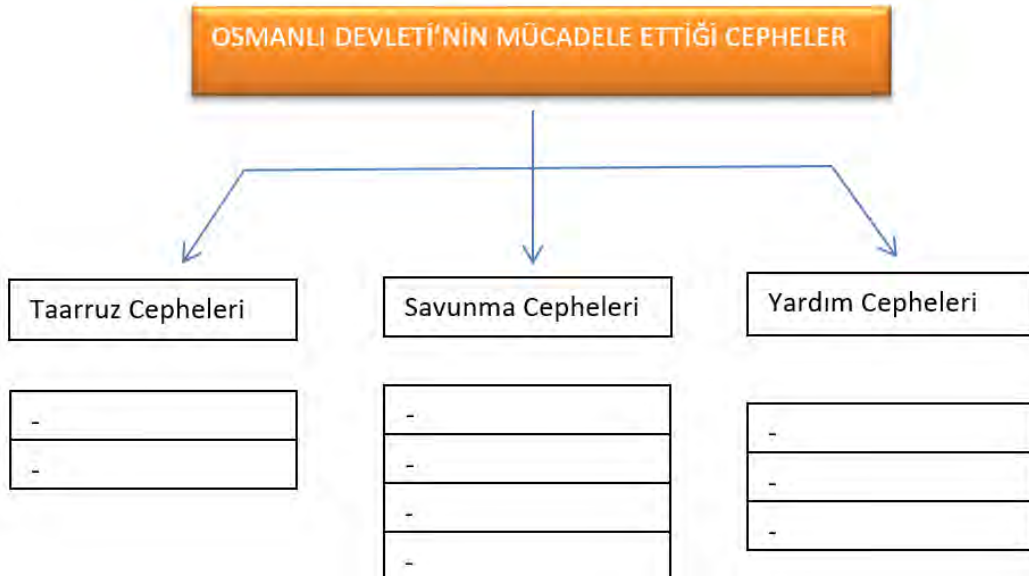 OSMANLI DEVLETİ'NİN MÜCADELE ETTİĞİ CEPHELER
Taarruz Cepheleri
Savunma Cepheleri
Yardım Cepheleri
-
-
-
-
-
-
-
-
-